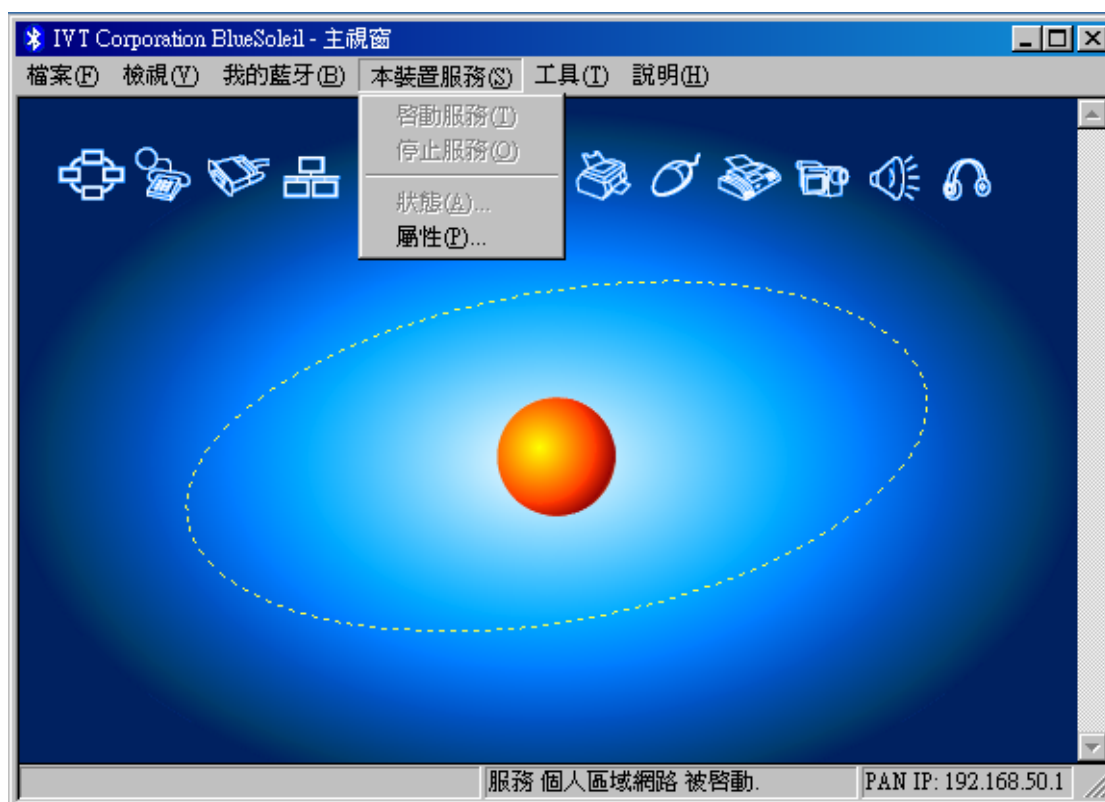 IVT Corporation BlueSoleil - 主視窗
檔案(F) 檢視(V) 我的藍牙(B) 本裝置服務(S) 工具(T) 說明(H)
啓動服務(T)
停止服務(O)
狀態(A)...
屬性(P)...
服務 個人區域網路 被啓動. PAN IP: 192.168.50.1